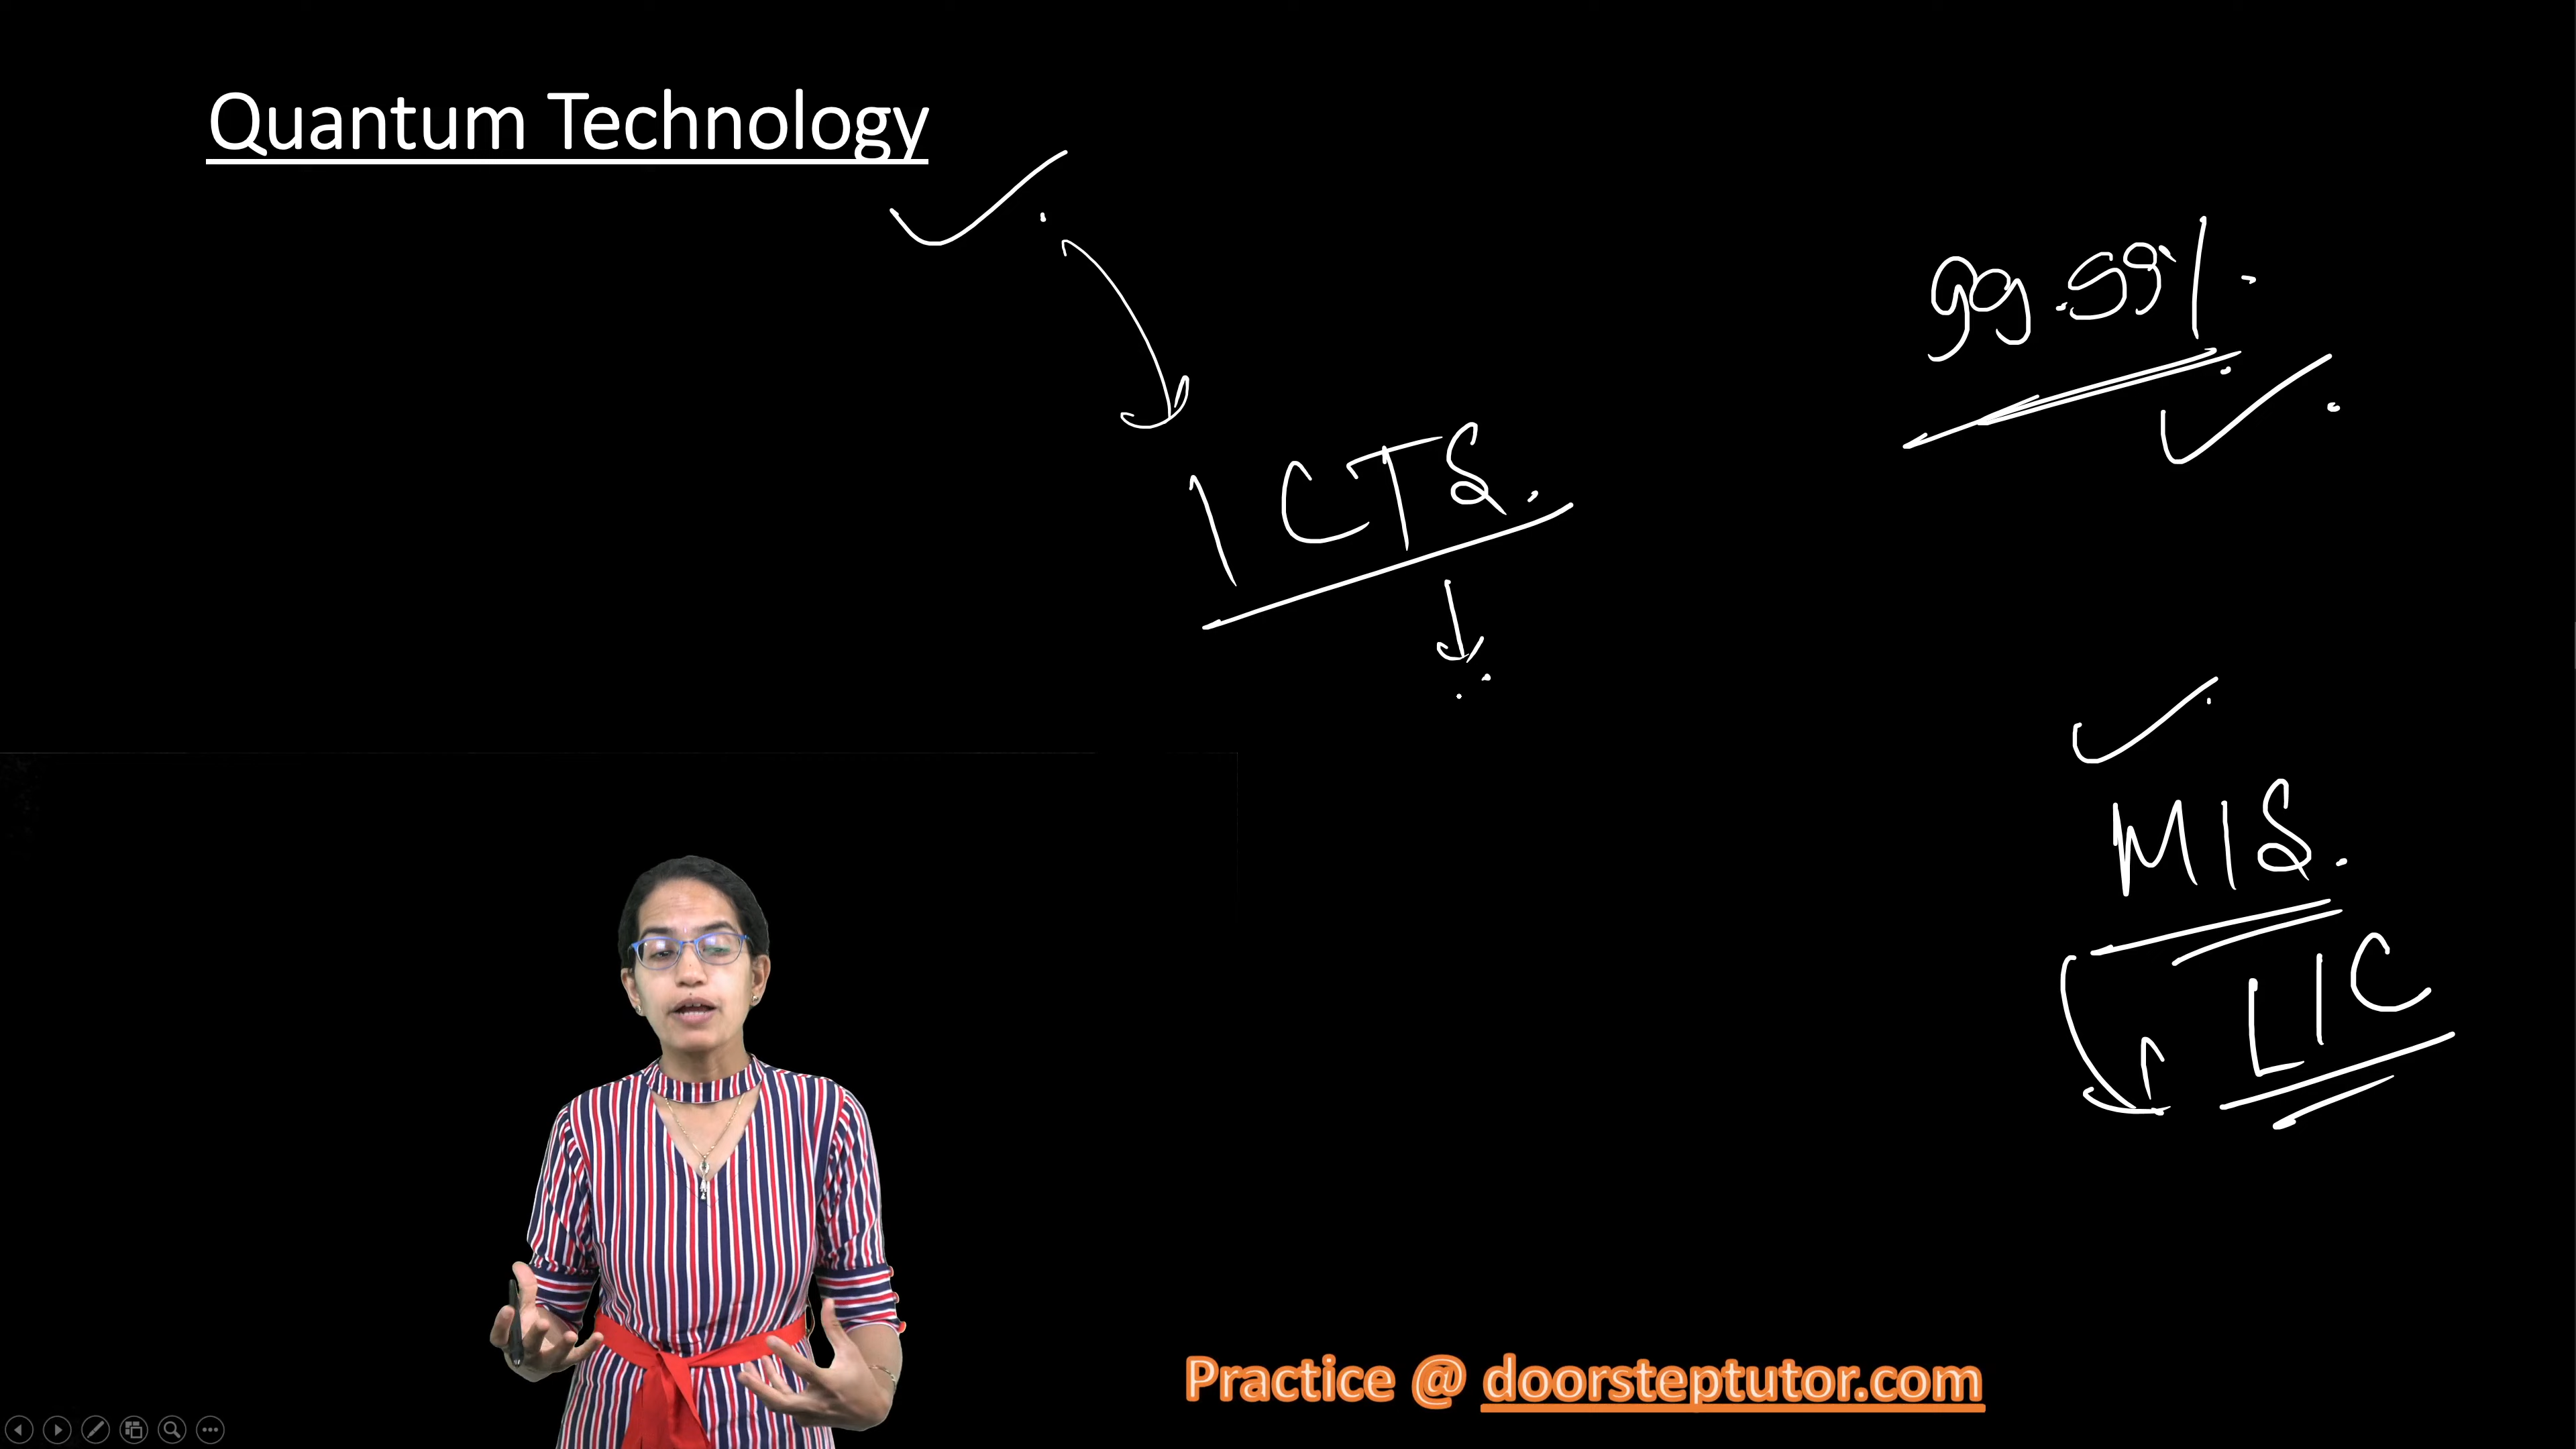 Quantum Technology
99.99%
ICTS.
MIS.
LIC
Practice @ doorsteptutor.com